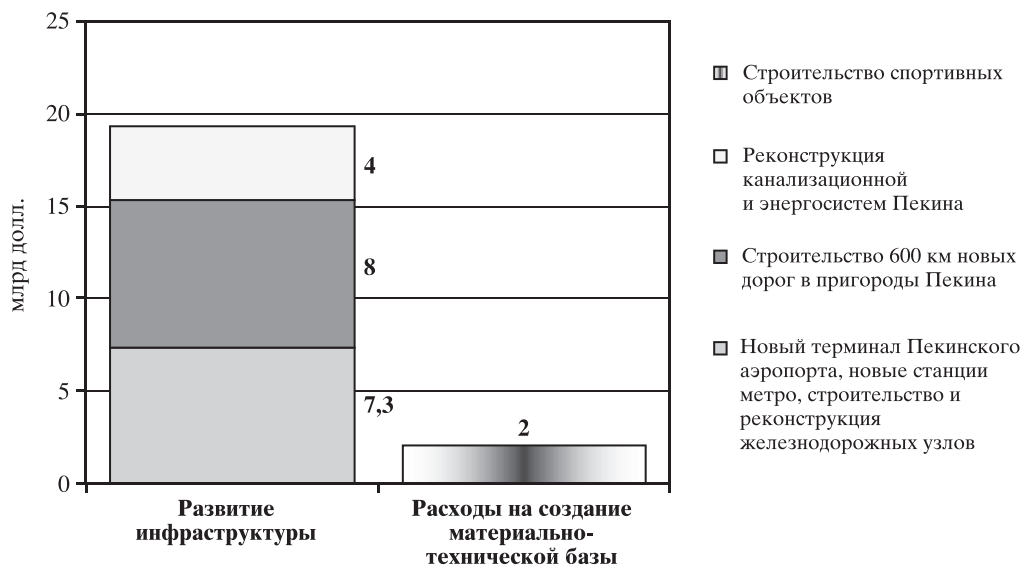 млрд долл.
25
20
15
10
5
0
4
8
7,3
2
Развитие
инфраструктуры
Расходы на создание
материально-
технической базы
Строительство спортивных
объектов
Реконструкция
канализационной
и энергосистем Пекина
Строительство 600 км новых
дорог в пригороды Пекина
Новый терминал Пекинского
аэропорта, новые станции
метро, строительство и
реконструкция
железнодорожных узлов